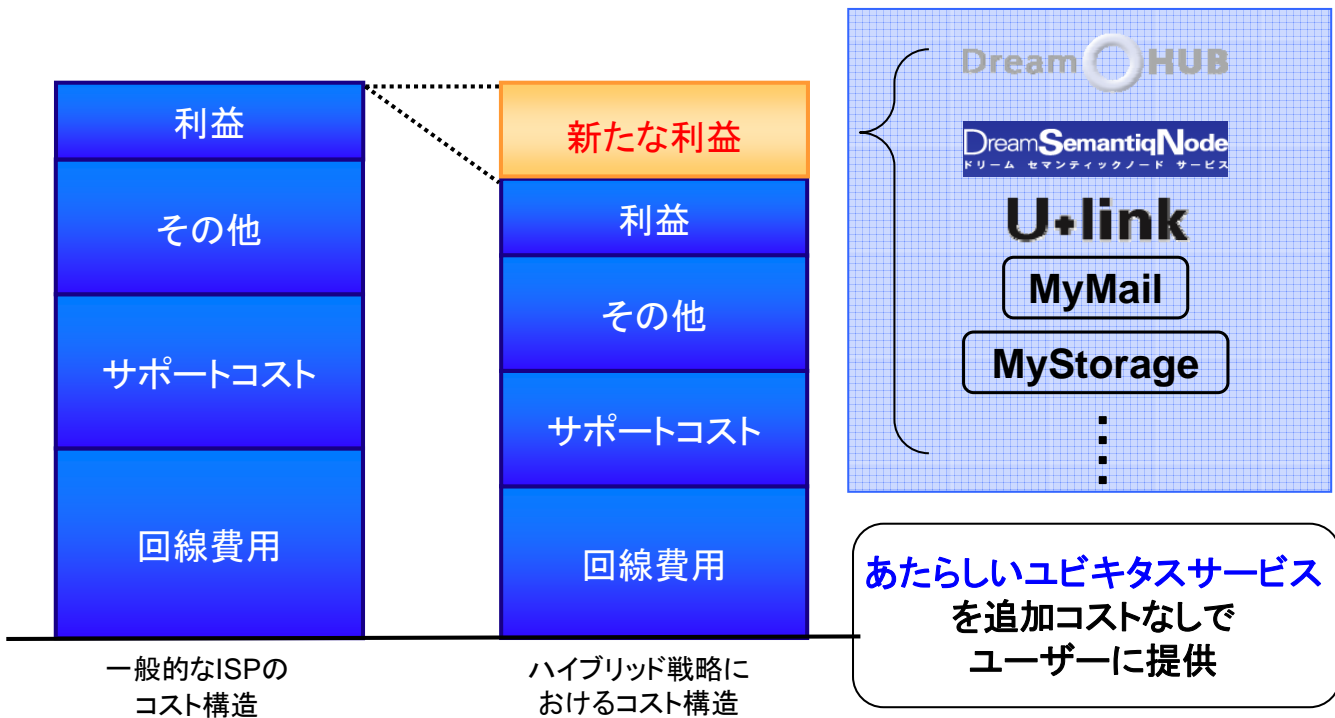 利益
その他
サポートコスト
回線費用
一般的なISPの
コスト構造
新たな利益
利益
その他
サポートコスト
回線費用
ハイブリッド戦略に
おけるコスト構造
Dream HUB
DreamSemantiqNode
ドリーム セマンティックノード サービス
U+link
MyMail
MyStorage
あたらしいユビキタスサービス
を追加コストなしで
ユーザーに提供